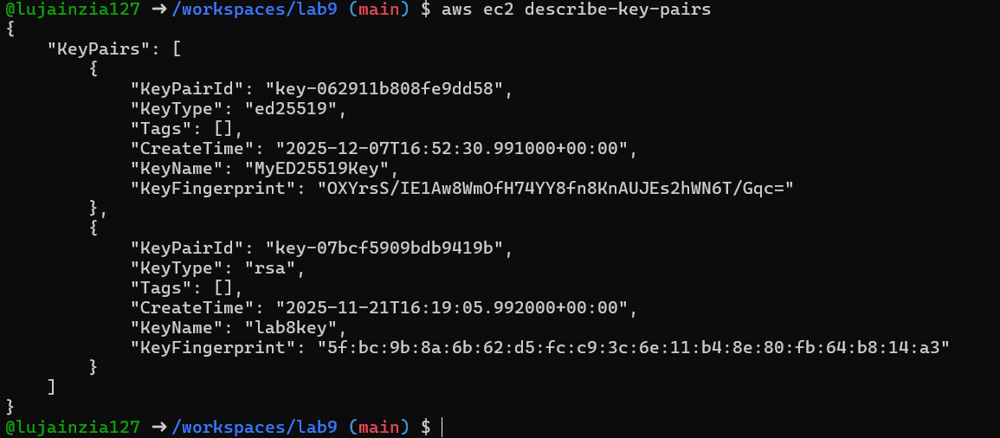 @lujainzia127 ➜ /workspaces/lab9 (main) $ aws ec2 describe-key-pairs
{
    "KeyPairs": [
        {
            "KeyPairId": "key-062911b808fe9dd58",
            "KeyType": "ed25519",
            "Tags": [],
            "CreateTime": "2025-12-07T16:52:30.991000+00:00",
            "KeyName": "MyED25519Key",
            "KeyFingerprint": "OXYrsS/IE1Aw8WmOfH74YY8fn8KnAUJEs2hWN6T/Gqc="
        },
        {
            "KeyPairId": "key-07bcf5909bdb9419b",
            "KeyType": "rsa",
            "Tags": [],
            "CreateTime": "2025-11-21T16:19:05.992000+00:00",
            "KeyName": "lab8key",
            "KeyFingerprint": "5f:bc:9b:8a:6b:62:d5:fc:c9:3c:6e:11:b4:8e:80:fb:64:b8:14:a3"
        }
    ]
}
@lujainzia127 ➜ /workspaces/lab9 (main) $